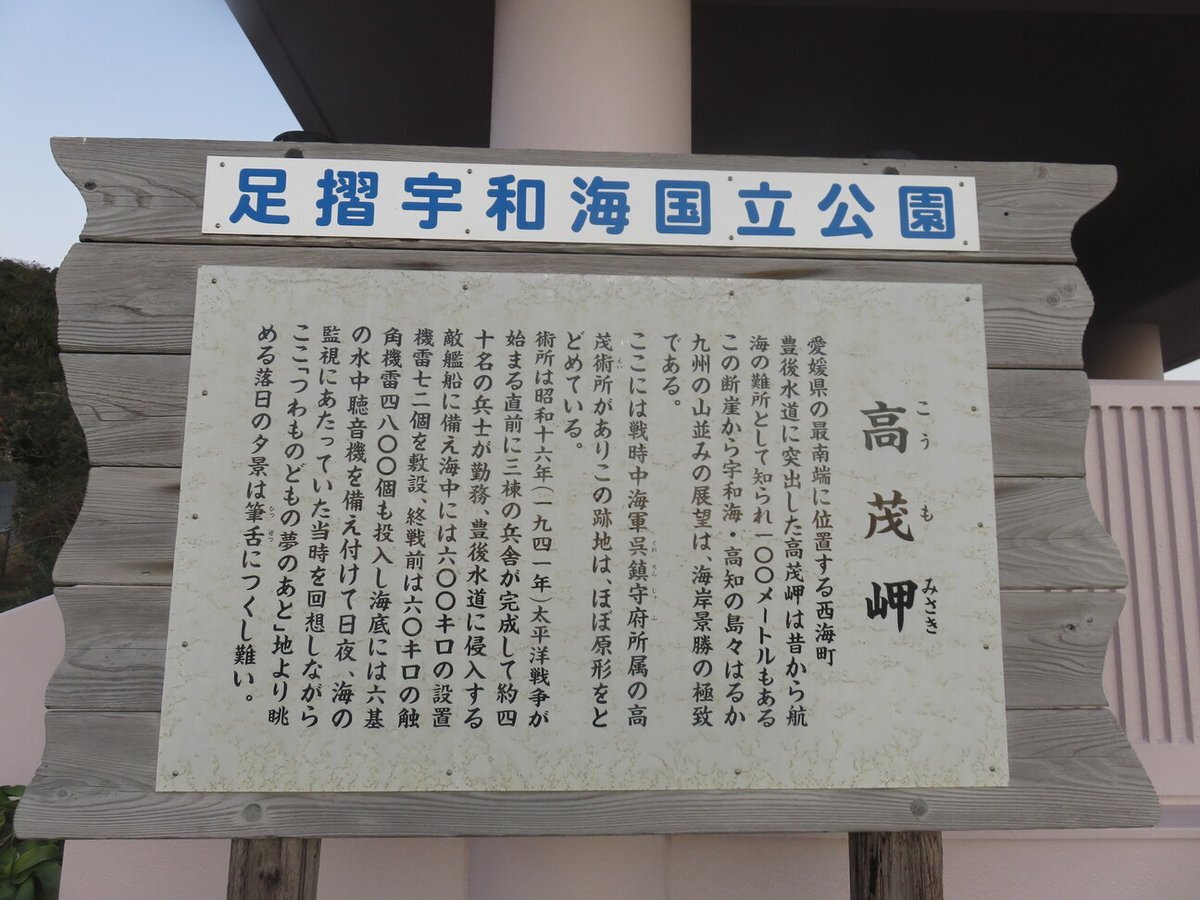 足摺宇和海国立公園
高茂岬
こうもみさき
愛媛県の最南端に位置する西海町
豊後水道に突出した高茂岬は昔から航
海の難所として知られ一〇〇メートルもある
この断崖から宇和海・高知の島々はるか
九州の山並みの展望は、海岸景勝の極致
である。
ここには戦時中海軍呉鎮守府所属の高
茂術所がありこの跡地は、ほぼ原形をと
どめている。
術所は昭和十六年(一九四一年)太平洋戦争が
始まる直前に三棟の兵舎が完成して約四
十名の兵士が勤務、豊後水道に侵入する
敵艦船に備え海中には六〇〇キロの設置
機雷七二個を敷設、終戦前は六〇キロの触
角機雷四八〇〇個も投入し海底には六基
の水中聴音機を備え付けて日夜、海の
監視にあたっていた当時を回想しながら
ここ「つわものどもの夢のあと」地より眺
める落日の夕景は筆舌につくし難い。